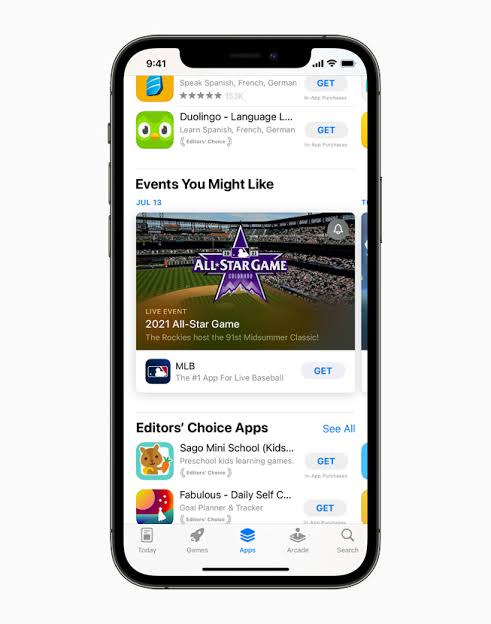 9:41
Speak Spanish, French, German
153K
GET
In-App Purchases
Duolingo - Language L...
Learn Spanish, French, German
Editors' Choice
GET
In-App Purchases
Events You Might Like
JUL 13
ALL-STAR GAME
COLORADO
LIVE EVENT
2021 All-Star Game
The Rockies host the 91st Midsummer Classic!
MLB
The #1 App For Live Baseball
GET
Editors' Choice Apps
See All
Sago Mini School (Kids...
Preschool kids learning games.
Editors' Choice
GET
In-App Purchases
Fabulous - Daily Self C...
Goal Planner & Tracker
Editors' Choice
GET
In-App Purchases
Today
Games
Apps
Arcade
Search